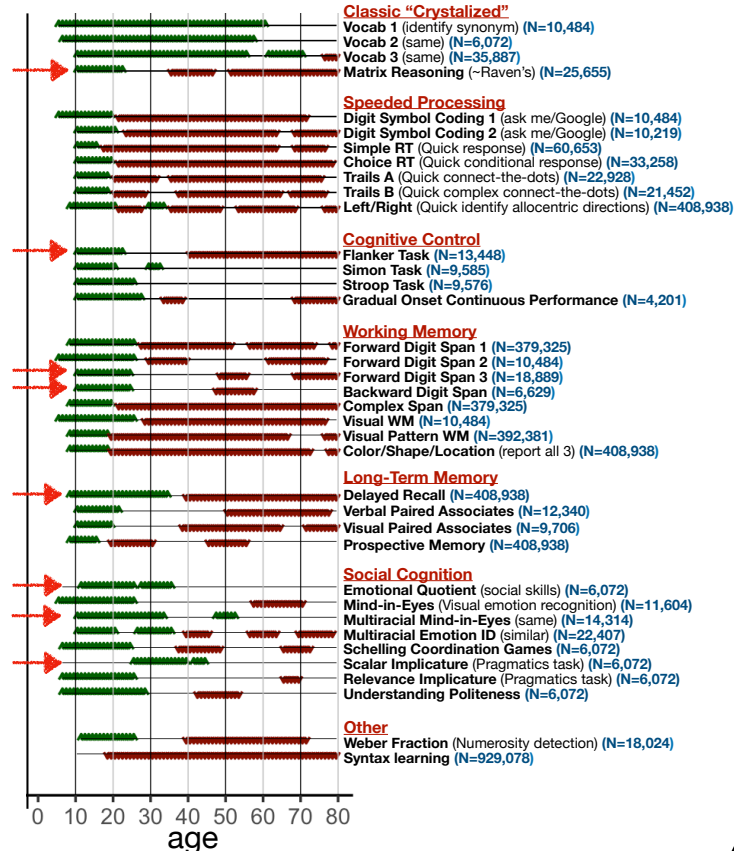 Classic “Crystalized”
Vocab 1 (identify synonym) (N=10,484)
Vocab 2 (same) (N=6,072)
Vocab 3 (same) (N=35,887)
Matrix Reasoning (~Raven's) (N=25,655)
Speeded Processing
Digit Symbol Coding 1 (ask me/Google) (N=10,484)
Digit Symbol Coding 2 (ask me/Google) (N=10,219)
Simple RT (Quick response) (N=60,653)
Choice RT (Quick conditional response) (N=33,258)
Trails A (Quick connect-the-dots) (N=22,928)
Trails B (Quick complex connect-the-dots) (N=21,452)
Left/Right (Quick identify allocentric directions) (N=408,938)
Cognitive Control
Flanker Task (N=13,448)
Simon Task (N=9,585)
Stroop Task (N=9,576)
Gradual Onset Continuous Performance (N=4,201)
Working Memory
Forward Digit Span 1 (N=379,325)
Forward Digit Span 2 (N=10,484)
Forward Digit Span 3 (N=18,889)
Backward Digit Span (N=6,629)
Complex Span (N=379,325)
Visual WM (N=10,484)
Visual Pattern WM (N=392,381)
Color/Shape/Location (report all 3) (N=408,938)
Long-Term Memory
Delayed Recall (N=408,938)
Verbal Paired Associates (N=12,340)
Visual Paired Associates (N=9,706)
Prospective Memory (N=408,938)
Social Cognition
Emotional Quotient (social skills) (N=6,072)
Mind-in-Eyes (Visual emotion recognition) (N=11,604)
Multiracial Mind-in-Eyes (same) (N=14,314)
Multiracial Emotion ID (similar) (N=22,407)
Schelling Coordination Games (N=6,072)
Scalar Implicature (Pragmatics task) (N=6,072)
Relevance Implicature (Pragmatics task) (N=6,072)
Understanding Politeness (N=6,072)
Other
Weber Fraction (Numerosity detection) (N=18,024)
Syntax learning (N=929,078)
0 10 20 30 40 50 60 70 80
age